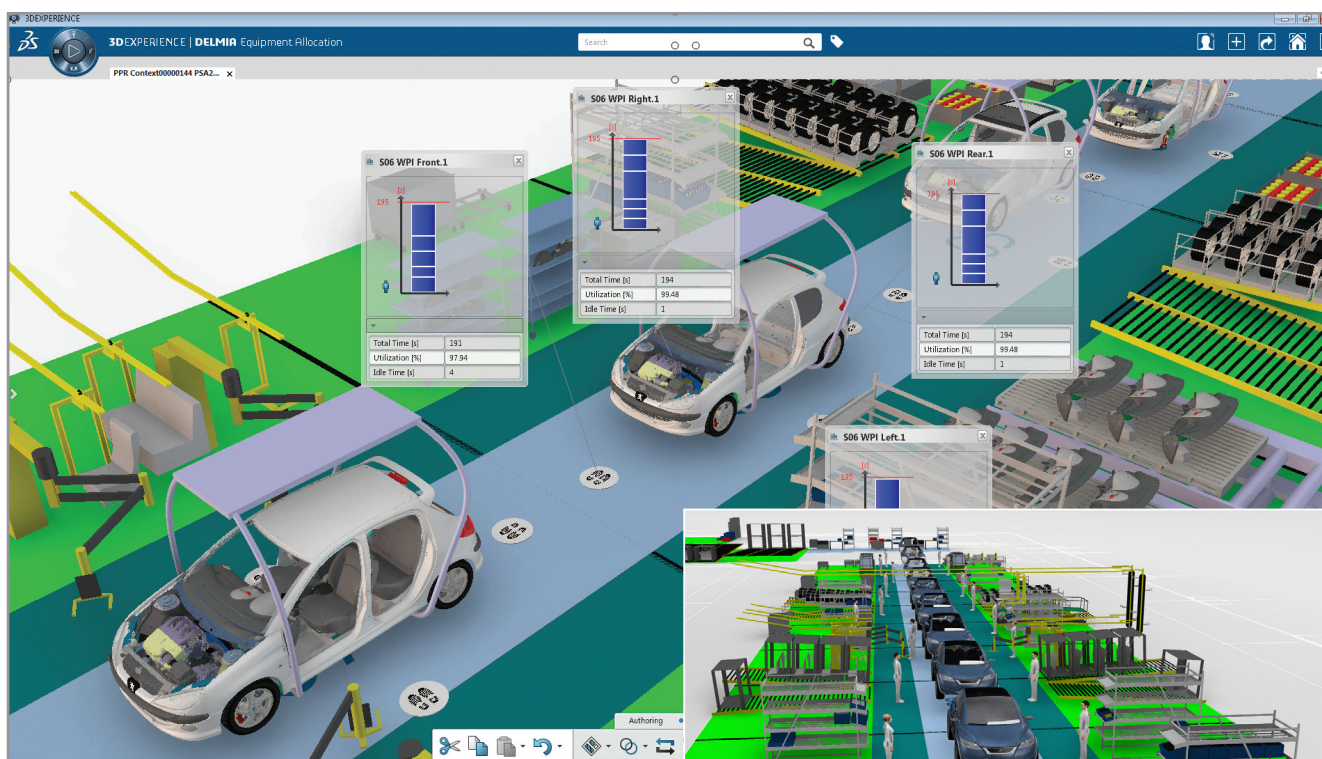 3DEXPERIENCE
3DEXPERIENCE | DELMIA Equipment Allocation
Search
3D
V.R
PPR Context00000144 PSA2... x
S06 WPI Right.1
[s]
195
Total Time [s] 194
Utilization [%] 99.48
Idle Time [s] 1
S06 WPI Front.1
[s]
195
Total Time [s] 191
Utilization [%] 97.94
Idle Time [s] 4
S06 WPI Rear.1
[s]
195
Total Time [s] 194
Utilization [%] 99.48
Idle Time [s] 1
S06 WPI Left.1
[s]
195
Authoring